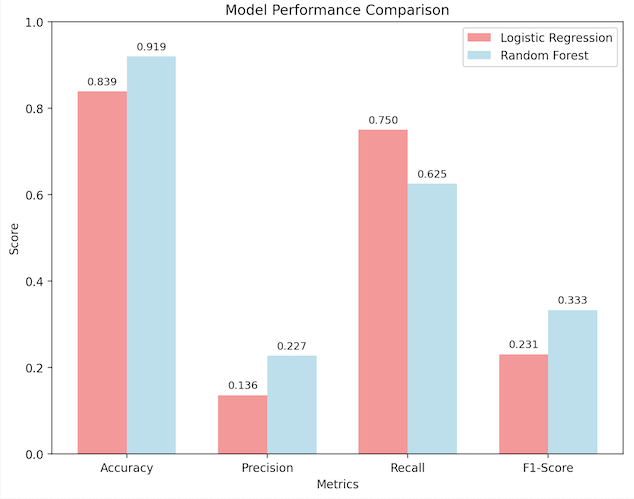 Model Performance Comparison
Logistic Regression
Random Forest
1.0
0.8
0.6
0.4
0.2
0.0
Score
0.839
0.919
0.136
0.227
0.750
0.625
0.231
0.333
Accuracy
Precision
Recall
F1-Score
Metrics